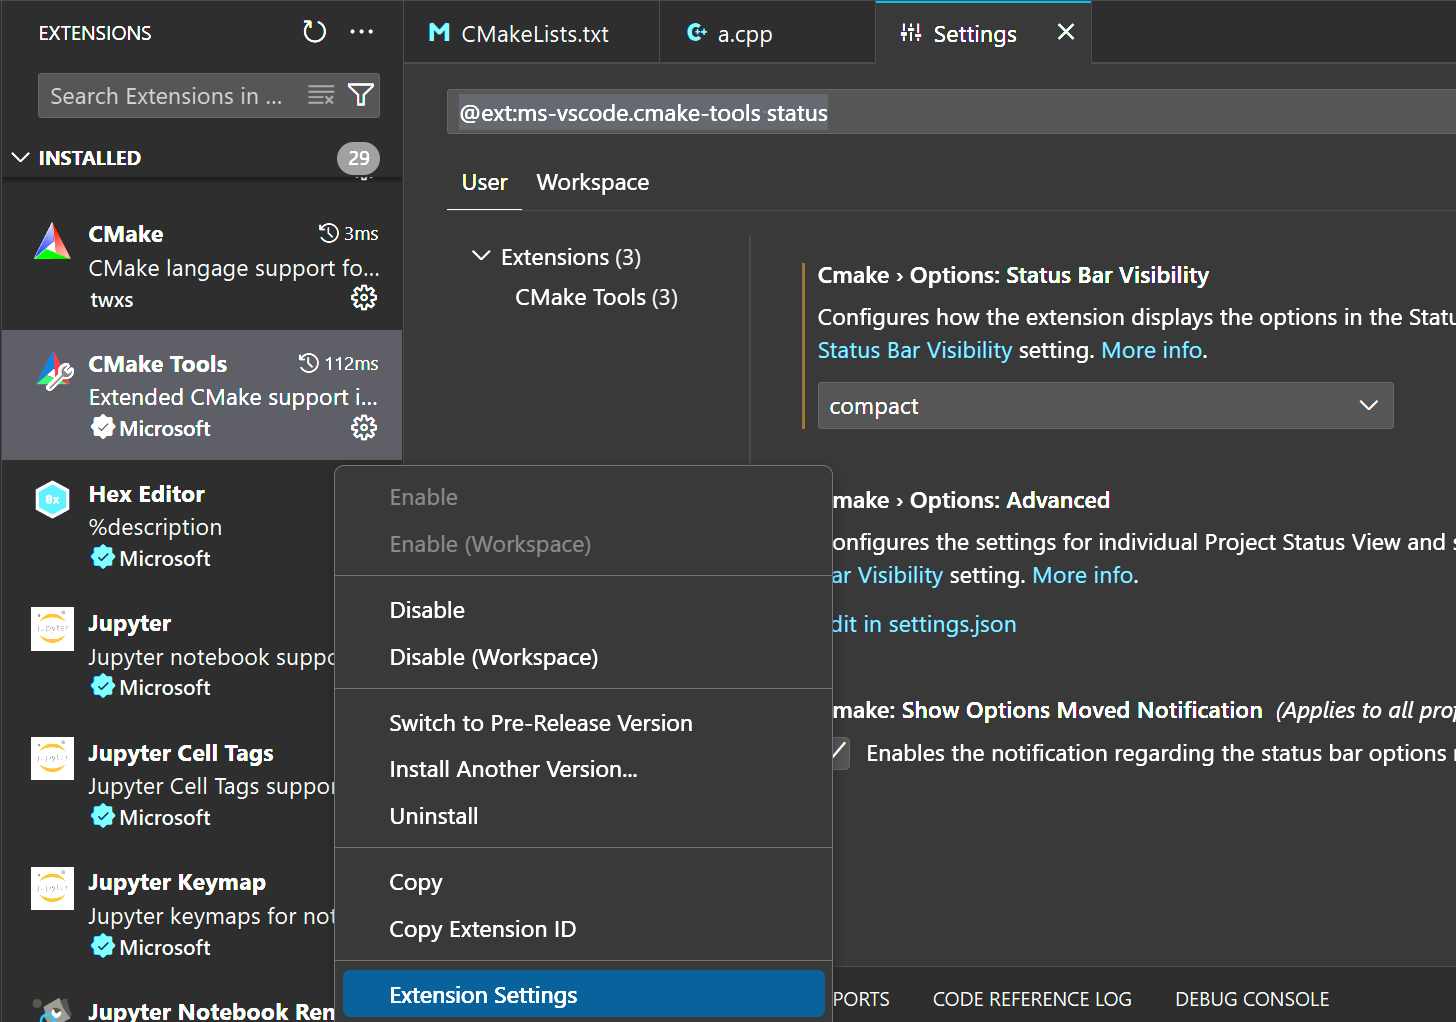 EXTENSIONS
Search Extensions in ...
INSTALLED
29
CMake
3ms
CMake langage support fo...
twxs
CMake Tools
112ms
Extended CMake support i...
Microsoft
Hex Editor
%description
Microsoft
Jupyter
Jupyter notebook suppo
Microsoft
Jupyter Cell Tags
Jupyter Cell Tags suppor
Microsoft
Jupyter Keymap
Jupyter keymaps for not
Microsoft
Jupyter Notebook Ren
CMakeLists.txt
a.cpp
Settings
@ext:ms-vscode.cmake-tools status
User
Workspace
Extensions (3)
CMake Tools (3)
Cmake › Options: Status Bar Visibility
Configures how the extension displays the options in the Statu
Status Bar Visibility setting. More info.
compact
make › Options: Advanced
onfigures the settings for individual Project Status View and s
ar Visibility setting. More info.
dit in settings.json
make: Show Options Moved Notification (Applies to all prof
Enables the notification regarding the status bar options
Enable
Enable (Workspace)
Disable
Disable (Workspace)
Switch to Pre-Release Version
Install Another Version...
Uninstall
Copy
Copy Extension ID
Extension Settings
PORTS
CODE REFERENCE LOG
DEBUG CONSOLE